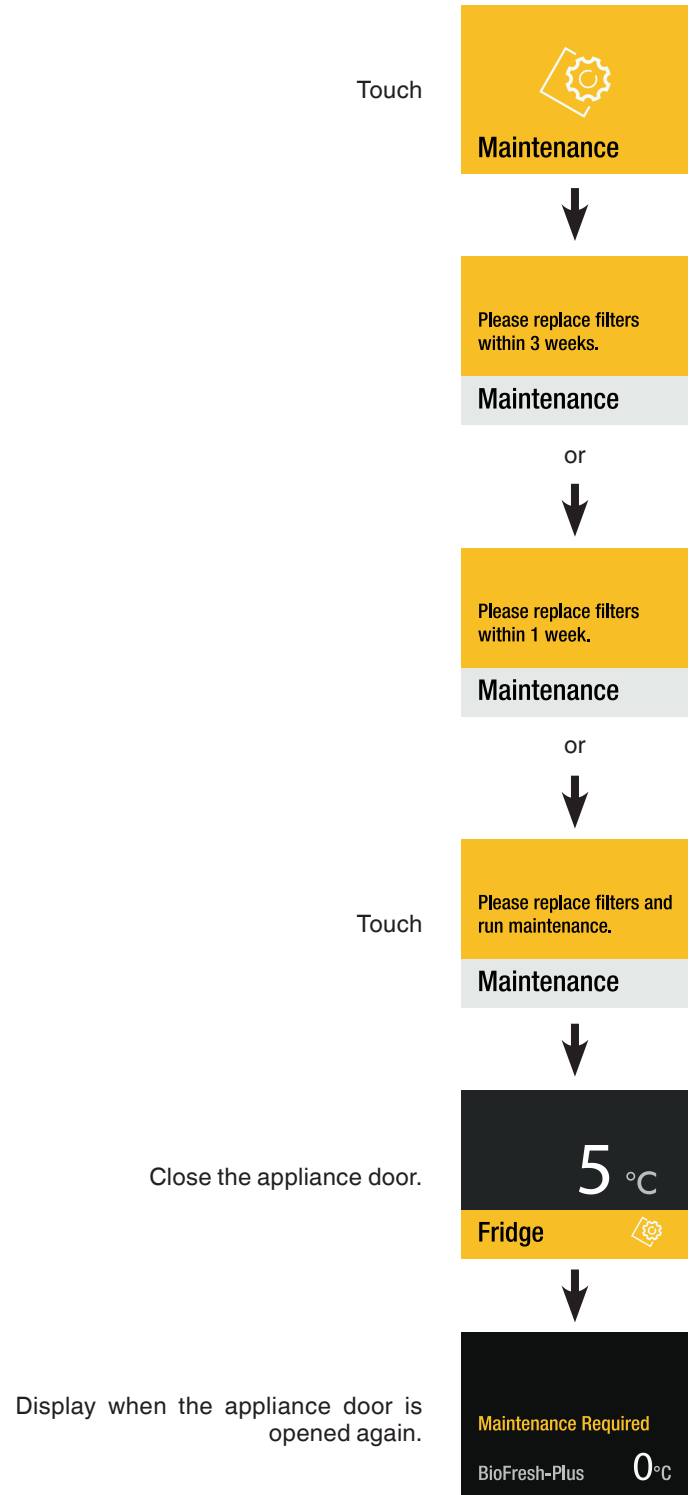 Touch
Maintenance
Please replace filters
within 3 weeks.
Maintenance
or
Please replace filters
within 1 week.
Maintenance
or
Touch
Please replace filters and
run maintenance.
Maintenance
Close the appliance door.
5 °C
Fridge
Display when the appliance door is
opened again.
Maintenance Required
BioFresh-Plus 0°C